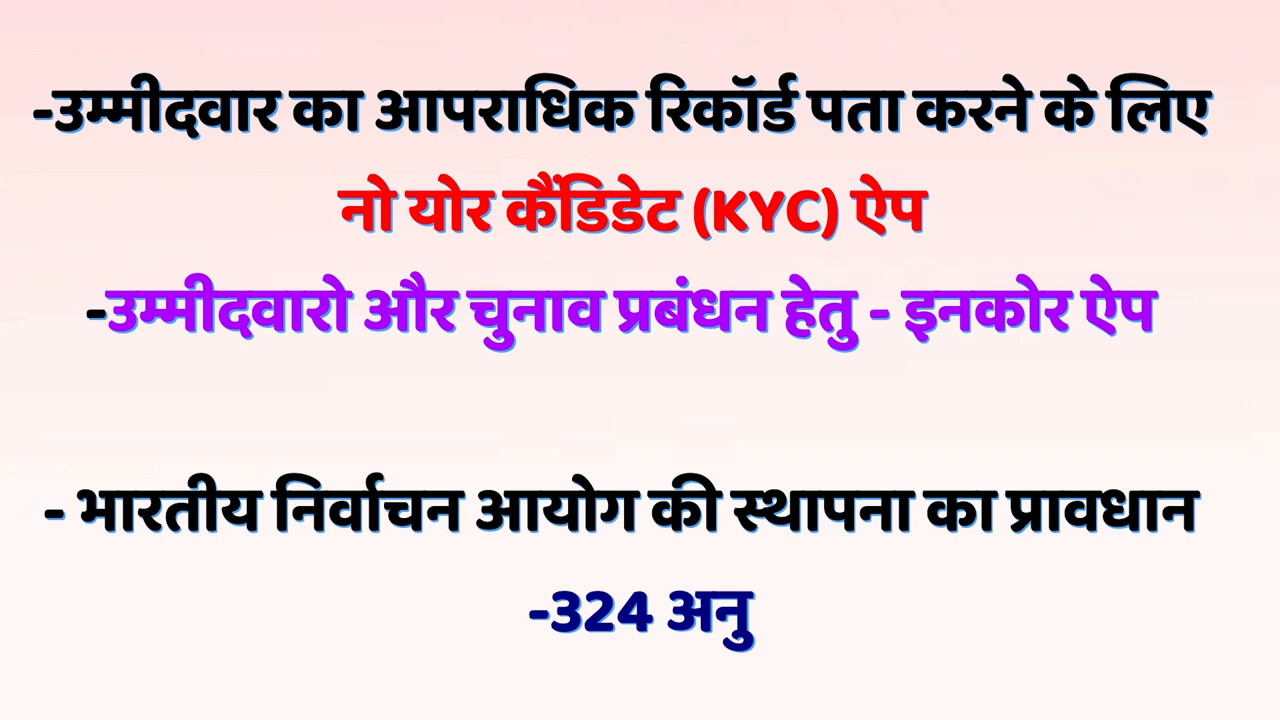 -उम्मीदवार का आपराधिक रिकॉर्ड पता करने के लिए
नो योर कैंडिडेट (KYC) ऐप
-उम्मीदवारो और चुनाव प्रबंधन हेतु - इनकोर ऐप
- भारतीय निर्वाचन आयोग की स्थापना का प्रावधान
-324 अनु